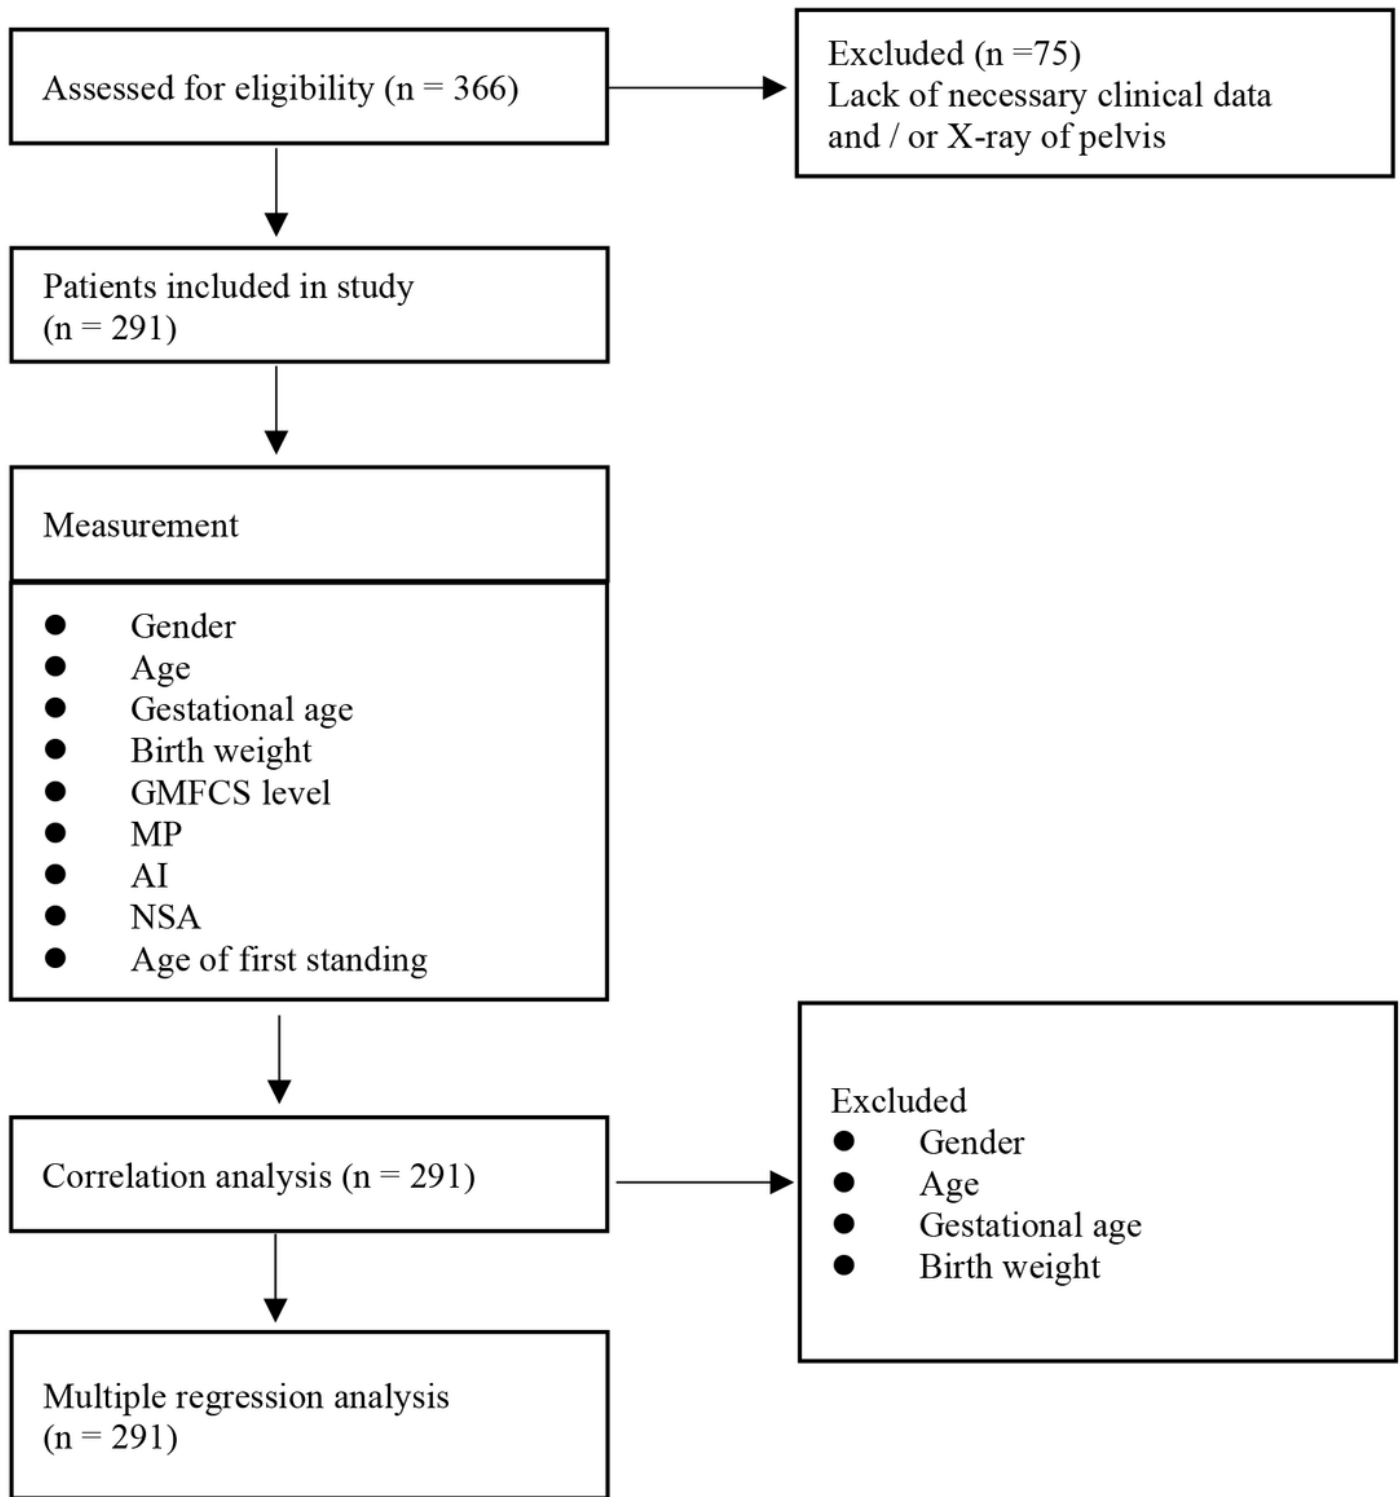 Assessed for eligibility (n = 366)
Excluded (n =75)
Lack of necessary clinical data
and / or X-ray of pelvis
Patients included in study
(n = 291)
Measurement
● Gender
● Age
● Gestational age
● Birth weight
● GMFCS level
● MP
● AI
● NSA
● Age of first standing
Correlation analysis (n = 291)
Excluded
● Gender
● Age
● Gestational age
● Birth weight
Multiple regression analysis
(n = 291)